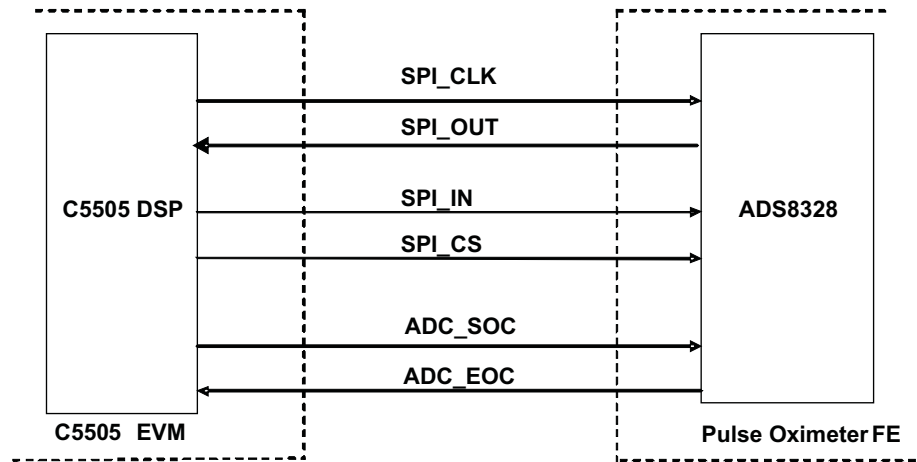 SPI_CLK
SPI_OUT
C5505 DSP
SPI_IN
ADS8328
SPI_CS
ADC_SOC
ADC_EOC
C5505 EVM
Pulse Oximeter FE